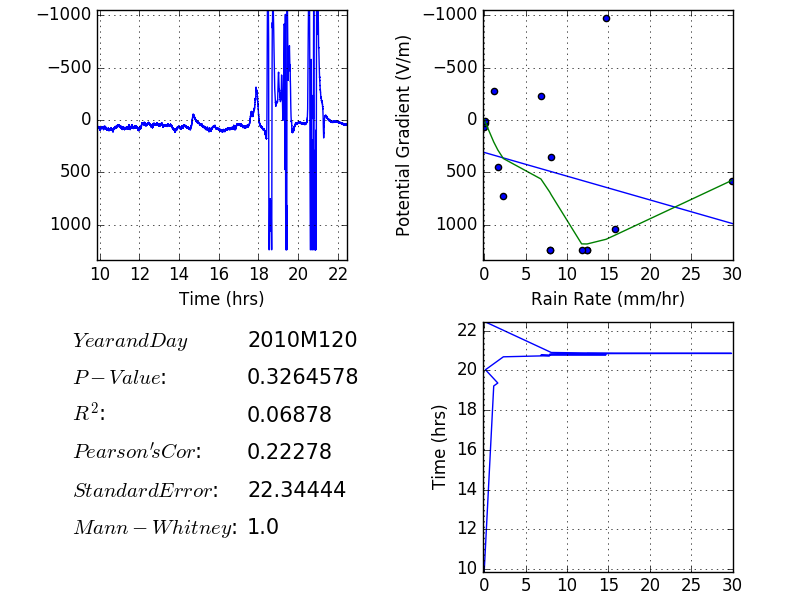 −1000
−500
0
500
1000
10 12 14 16 18 20 22
Time (hrs)
−1000
−500
0
500
1000
Potential Gradient (V/m)
0 5 10 15 20 25 30
Rain Rate (mm/hr)
YearandDay 2010M120
P−Value: 0.3264578
R²: 0.06878
Pearson'sCor: 0.22278
StandardError: 22.34444
Mann−Whitney: 1.0
22
20
18
16
14
12
10
Time (hrs)
0 5 10 15 20 25 30